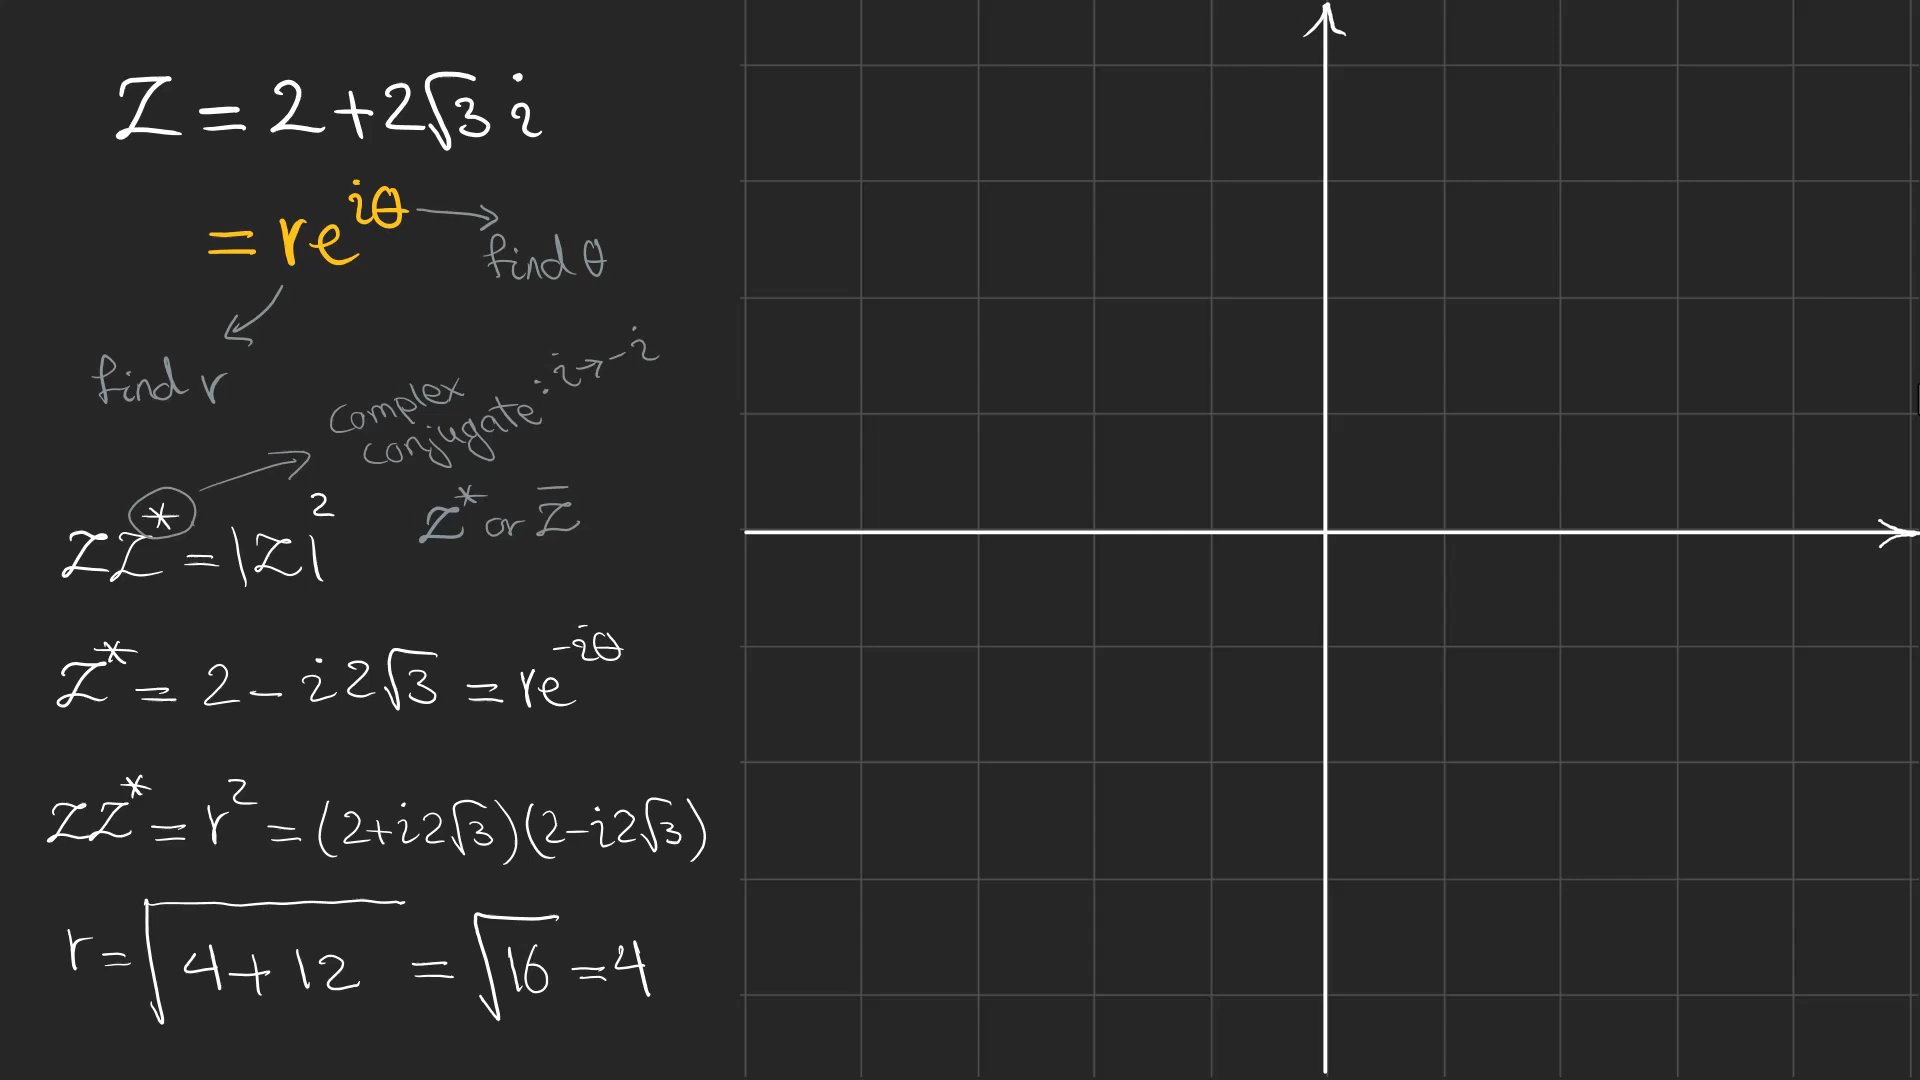 Z = 2 + 2√3 i
= re^{iθ}
find θ
find r
complex conjugate : i → -i
Z* or Z̅
ZZ* = |Z|²
Z* = 2 - i2√3 = re^{-iθ}
ZZ* = r² = (2+i2√3)(2-i2√3)
r = √(4+12) = √16 = 4